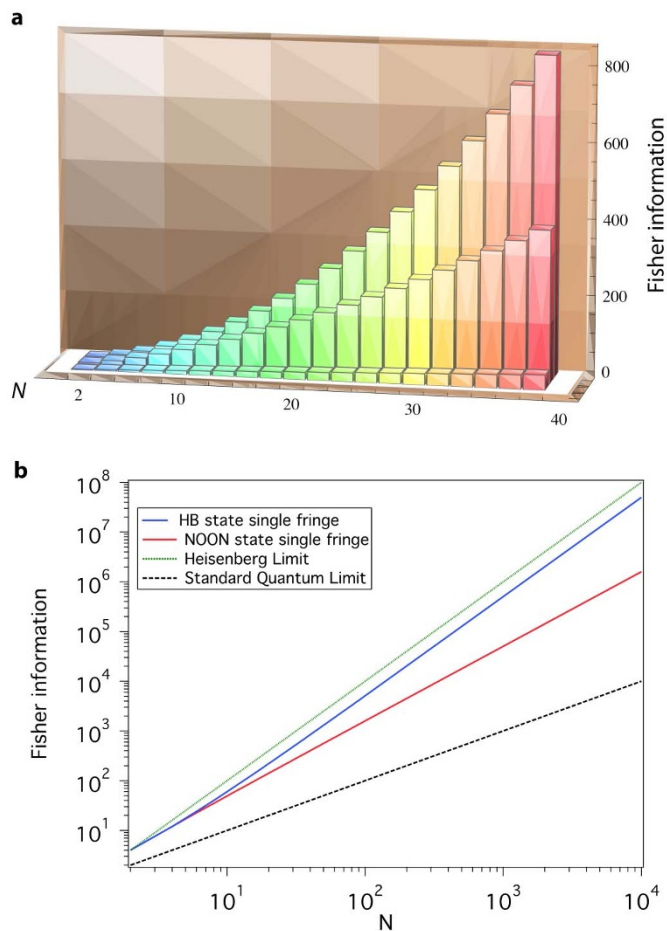 a
800
600
400
200
0
Fisher information
N
2
10
20
30
40
b
10^8
10^7
10^6
10^5
10^4
10^3
10^2
10^1
Fisher information
HB state single fringe
NOON state single fringe
Heisenberg Limit
Standard Quantum Limit
10^1
10^2
10^3
10^4
N